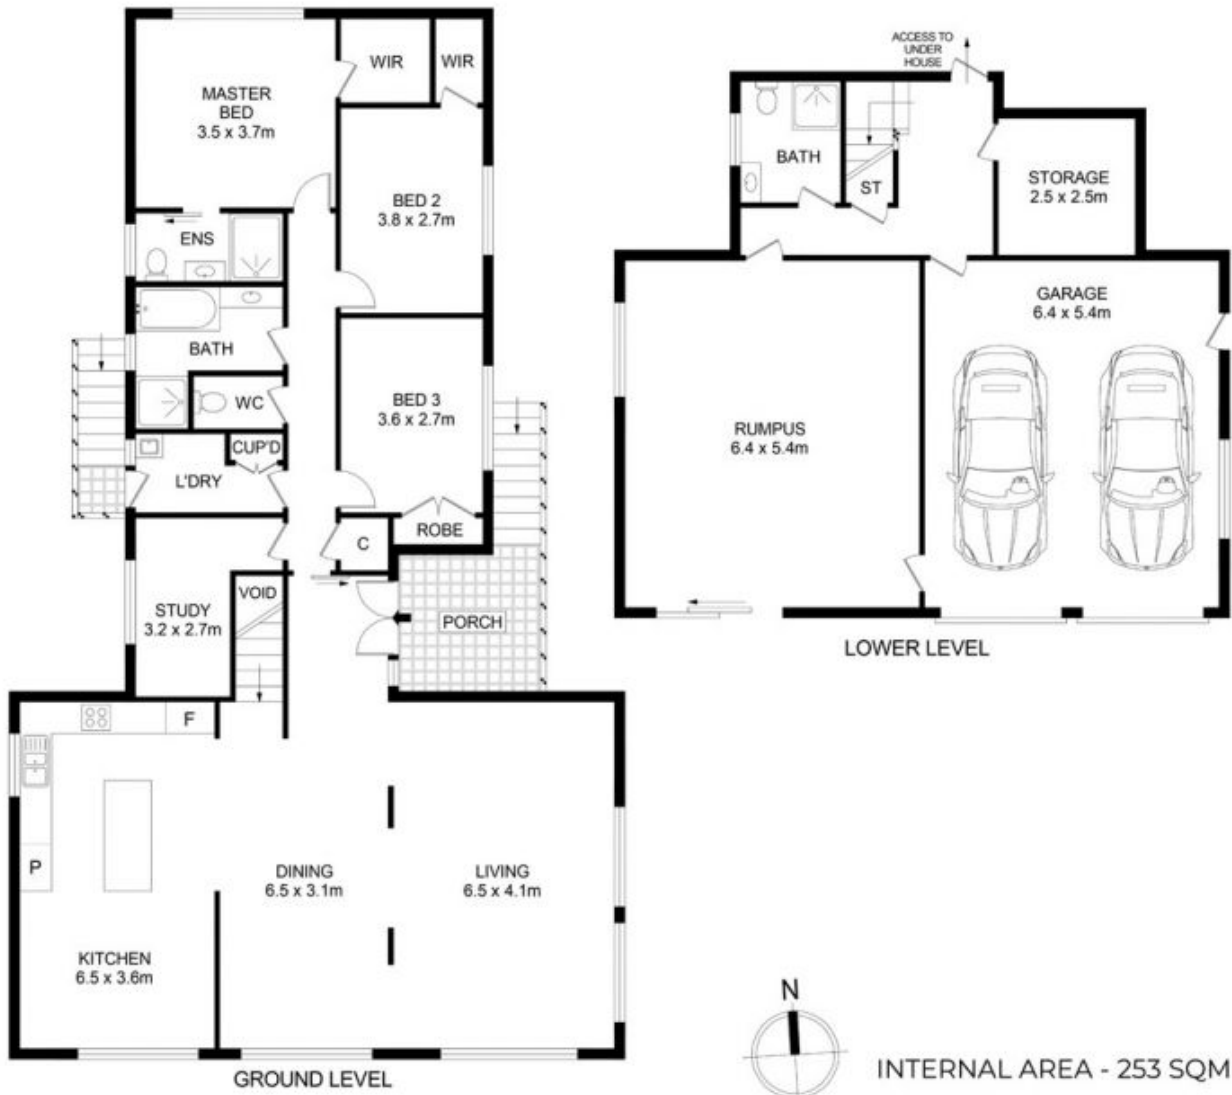 WIR
WIR
MASTER
BED
3.5 x 3.7m
BED 2
3.8 x 2.7m
ENS
BATH
WC
BED 3
3.6 x 2.7m
CUP'D
L'DRY
ROBE
C
VOID
STUDY
3.2 x 2.7m
PORCH
F
P
DINING
6.5 x 3.1m
LIVING
6.5 x 4.1m
KITCHEN
6.5 x 3.6m
GROUND LEVEL
ACCESS TO
UNDER
HOUSE
BATH
ST
STORAGE
2.5 x 2.5m
GARAGE
6.4 x 5.4m
RUMPUS
6.4 x 5.4m
LOWER LEVEL
N
INTERNAL AREA - 253 SQM